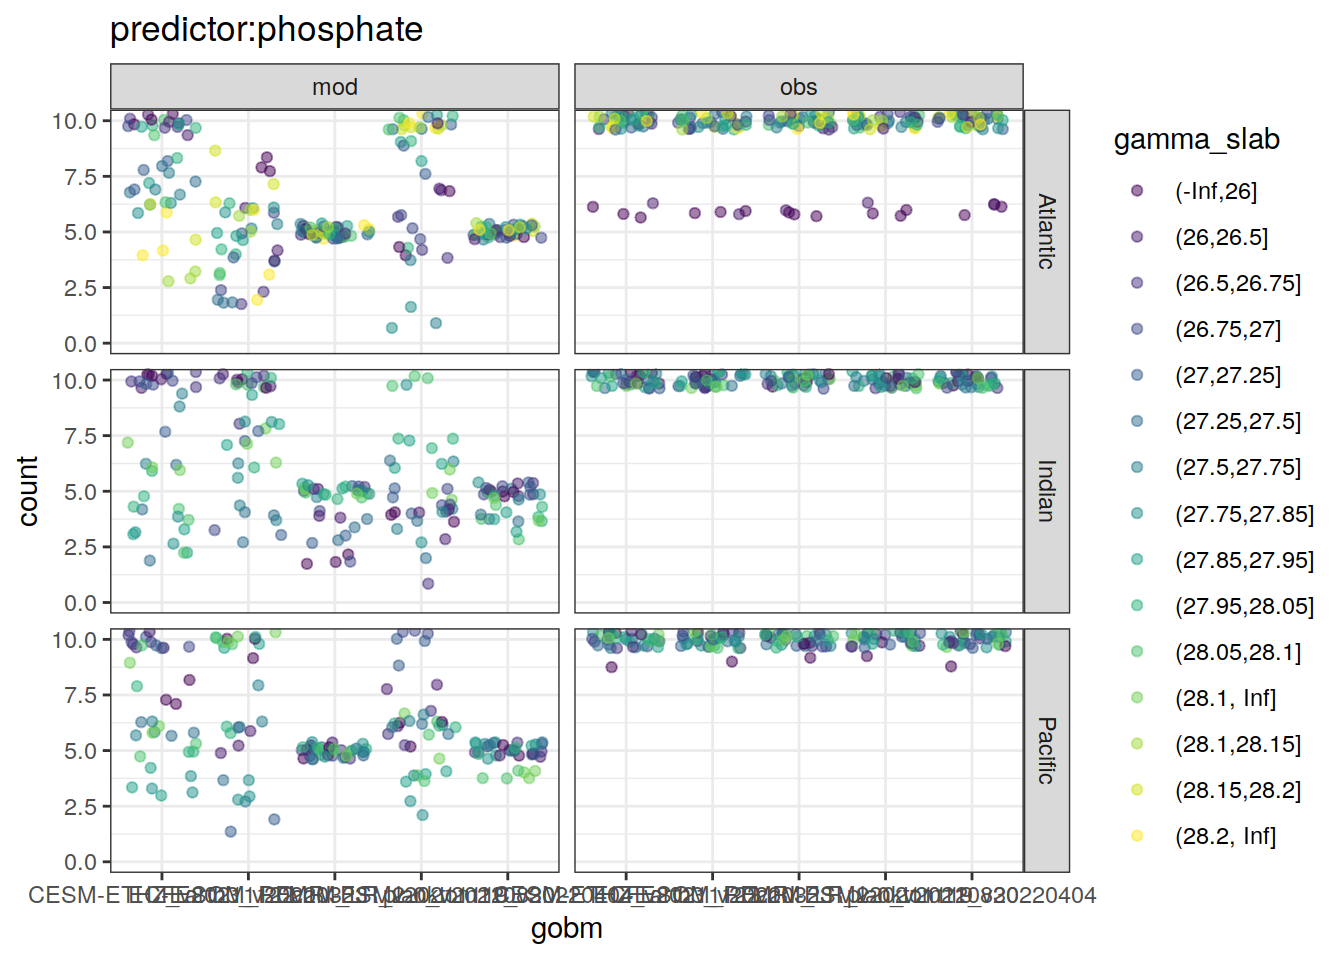 predictor:phosphate
mod
obs
gamma_slab
(-Inf,26]
(26,26.5]
(26.5,26.75]
(26.75,27]
(27,27.25]
(27.25,27.5]
(27.5,27.75]
(27.75,27.85]
(27.85,27.95]
(27.95,28.05]
(28.05,28.1]
(28.1, Inf]
(28.1,28.15]
(28.15,28.2]
(28.2, Inf]
count
10.0
7.5
5.0
2.5
0.0
Atlantic
10.0
7.5
5.0
2.5
0.0
Indian
10.0
7.5
5.0
2.5
0.0
Pacific
CESM-ETHZ
gobm